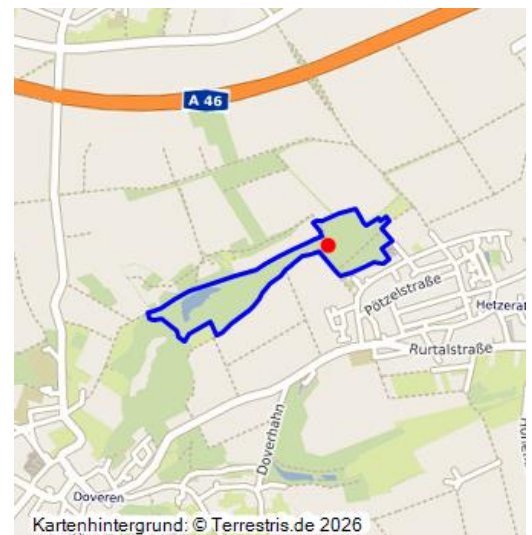 A 46
Pötzelstraße
Hetzerat
Rurtalstraße
Doverhahn
Doveren
Kartenhintergrund: © Terrestris.de 2026